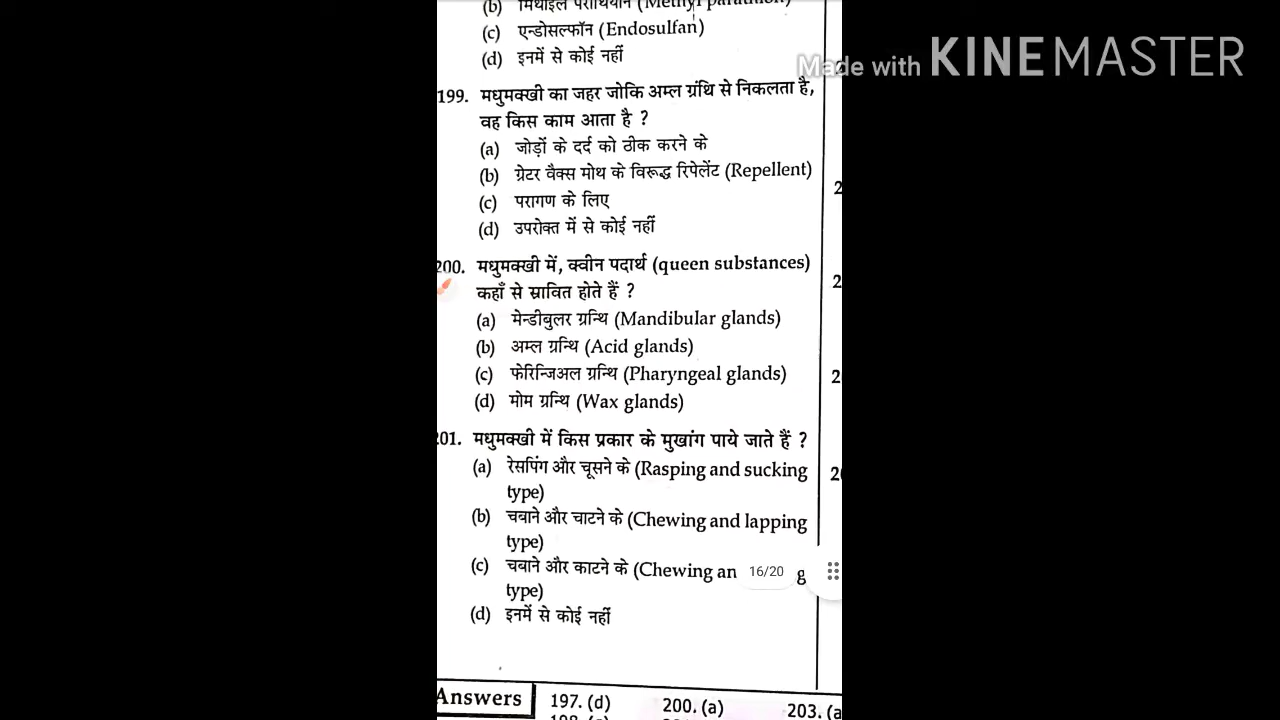 (b) मिथाइल पैराथियॉन (Methyl parathion)
(c) एन्डोसल्फॉन (Endosulfan)
(d) इनमें से कोई नहीं
Made with KINEMASTER
199. मधुमक्खी का जहर जोकि अम्ल ग्रंथि से निकलता है,
वह किस काम आता है ?
(a) जोड़ों के दर्द को ठीक करने के
(b) ग्रेटर वैक्स मोथ के विरूद्ध रिपेलेंट (Repellent)
(c) परागण के लिए
(d) उपरोक्त में से कोई नहीं
200. मधुमक्खी में, क्वीन पदार्थ (queen substances)
कहाँ से स्रावित होते हैं ?
(a) मेन्डीबुलर ग्रन्थि (Mandibular glands)
(b) अम्ल ग्रन्थि (Acid glands)
(c) फेरिन्जिअल ग्रन्थि (Pharyngeal glands)
(d) मोम ग्रन्थि (Wax glands)
201. मधुमक्खी में किस प्रकार के मुखांग पाये जाते हैं ?
(a) रेसपिंग और चूसने के (Rasping and sucking
type)
(b) चबाने और चाटने के (Chewing and lapping
type)
(c) चबाने और काटने के (Chewing an 16/20 g
type)
(d) इनमें से कोई नहीं
Answers 197. (d) 200. (a) 203. (a